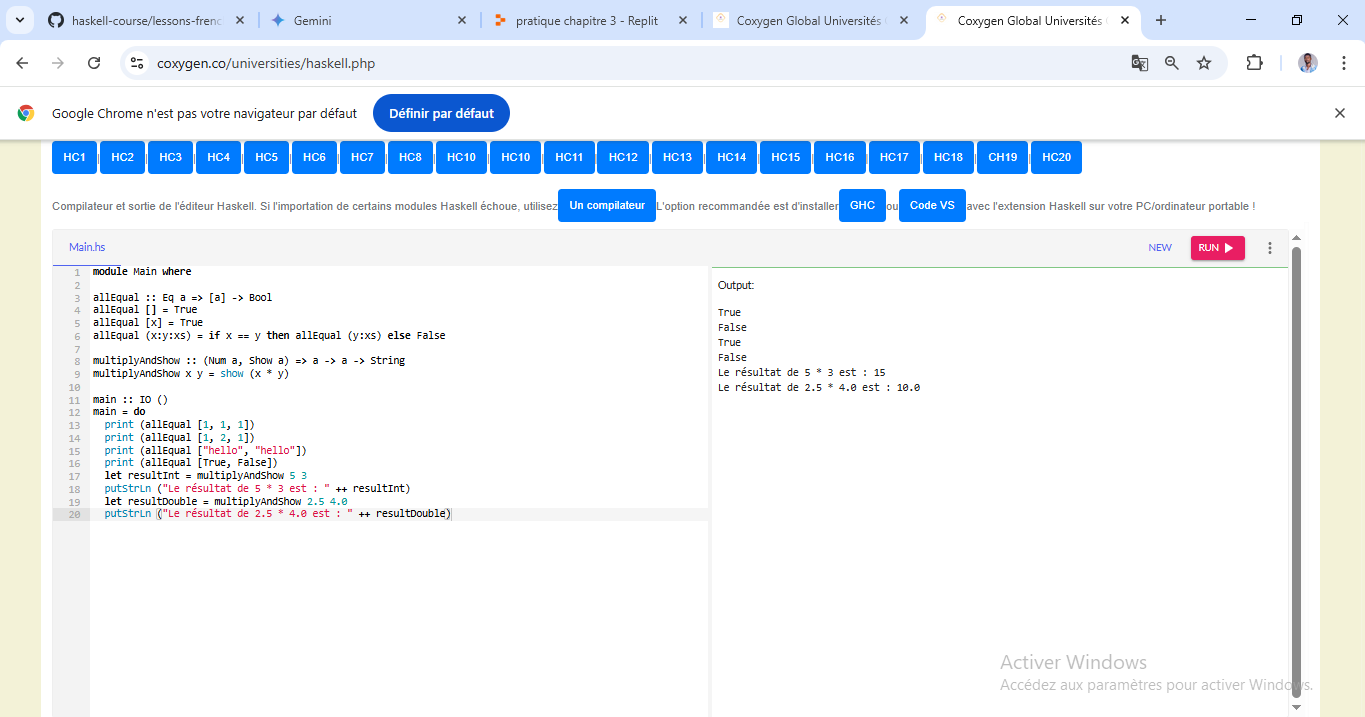 haskell-course/lessons-frenc
Gemini
pratique chapitre 3 - Replit
Coxygen Global Universités
Coxygen Global Universités
coxygen.co/universities/haskell.php
Google Chrome n'est pas votre navigateur par défaut
Définir par défaut
HC1 | HC2 | HC3 | HC4 | HC5 | HC6 | HC7 | HC8 | HC10 | HC10 | HC11 | HC12 | HC13 | HC14 | HC15 | HC16 | HC17 | HC18 | CH19 | HC20
Compilateur et sortie de l'éditeur Haskell. Si l'importation de certains modules Haskell échoue, utilisez Un compilateur L'option recommandée est d'installer GHC ou Code VS avec l'extension Haskell sur votre PC/ordinateur portable !
Main.hs
NEW
RUN
1 module Main where
2
3 allEqual :: Eq a => [a] -> Bool
4 allEqual [] = True
5 allEqual [x] = True
6 allEqual (x:y:xs) = if x == y then allEqual (y:xs) else False
7
8 multiplyAndShow :: (Num a, Show a) => a -> a -> String
9 multiplyAndShow x y = show (x * y)
10
11 main :: IO ()
12 main = do
13 print (allEqual [1, 1, 1])
14 print (allEqual [1, 2, 1])
15 print (allEqual ["hello", "hello"])
16 print (allEqual [True, False])
17 let resultInt = multiplyAndShow 5 3
18 putStrLn ("Le résultat de 5 * 3 est : " ++ resultInt)
19 let resultDouble = multiplyAndShow 2.5 4.0
20 putStrLn ("Le résultat de 2.5 * 4.0 est : " ++ resultDouble)
Output:
True
False
True
False
Le résultat de 5 * 3 est : 15
Le résultat de 2.5 * 4.0 est : 10.0
Activer Windows
Accédez aux paramètres pour activer Windows.